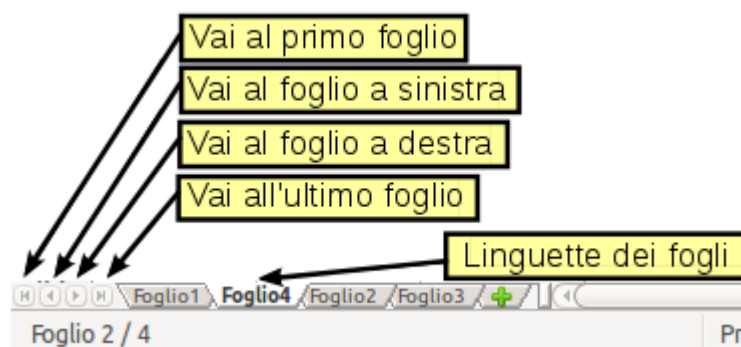 Vai al primo foglio
Vai al foglio a sinistra
Vai al foglio a destra
Vai all'ultimo foglio
Linguette dei fogli
Foglio1 Foglio4 Foglio2 Foglio3
Foglio 2 / 4 Pr